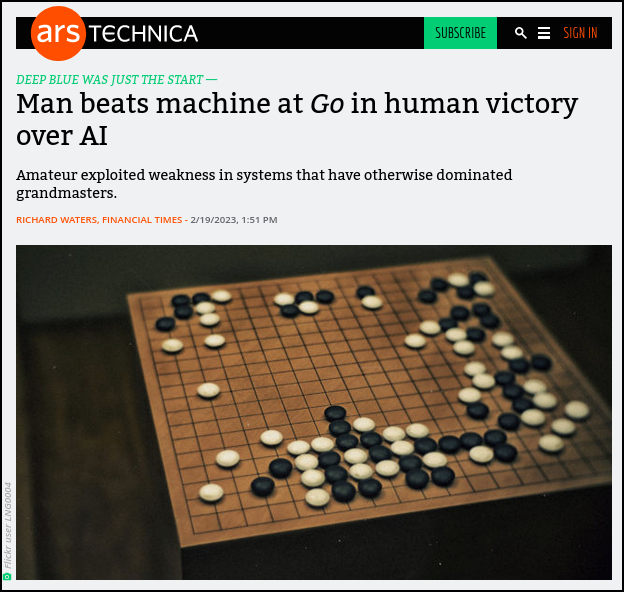 ars TECHNICA
SUBSCRIBE
SIGN IN
DEEP BLUE WAS JUST THE START —
Man beats machine at Go in human victory
over AI
Amateur exploited weakness in systems that have otherwise dominated
grandmasters.
RICHARD WATERS, FINANCIAL TIMES - 2/19/2023, 1:51 PM
Flickr user LNG0004